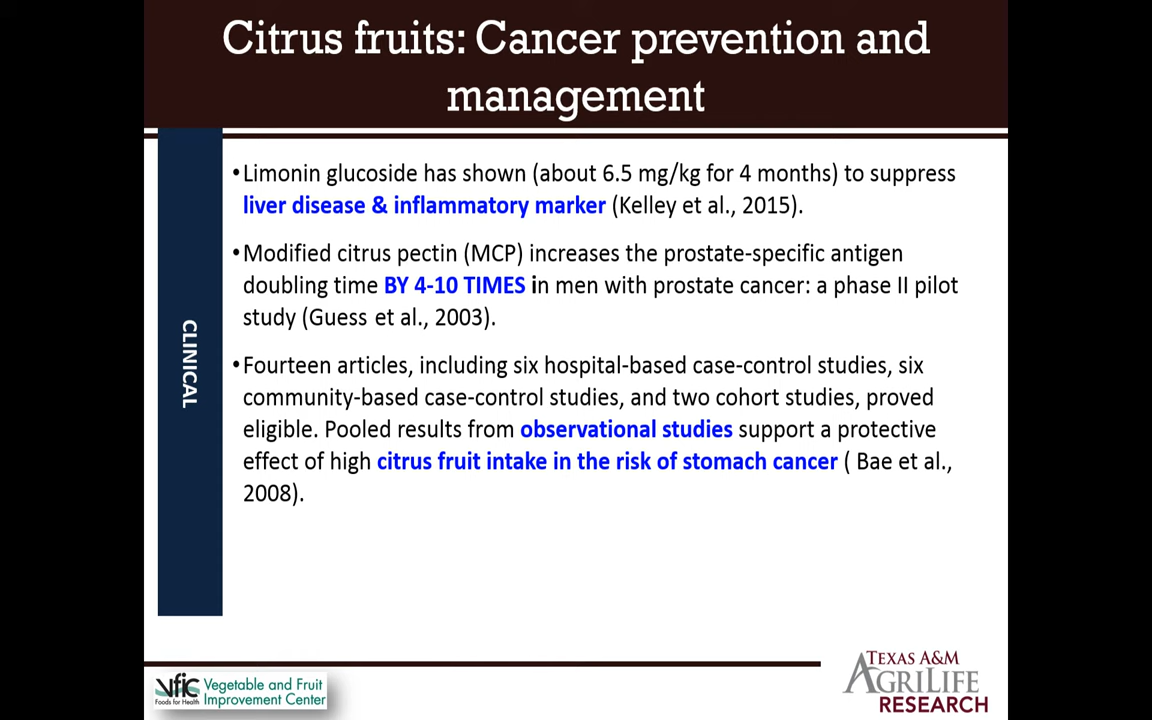 Citrus fruits: Cancer prevention and
management
CLINICAL
•Limonin glucoside has shown (about 6.5 mg/kg for 4 months) to suppress
liver disease & inflammatory marker (Kelley et al., 2015).
•Modified citrus pectin (MCP) increases the prostate-specific antigen
doubling time BY 4-10 TIMES in men with prostate cancer: a phase II pilot
study (Guess et al., 2003).
•Fourteen articles, including six hospital-based case-control studies, six
community-based case-control studies, and two cohort studies, proved
eligible. Pooled results from observational studies support a protective
effect of high citrus fruit intake in the risk of stomach cancer ( Bae et al.,
2008).
vfic
Foods for Health
Vegetable and Fruit
Improvement Center
TEXAS A&M
AGRILIFE
RESEARCH